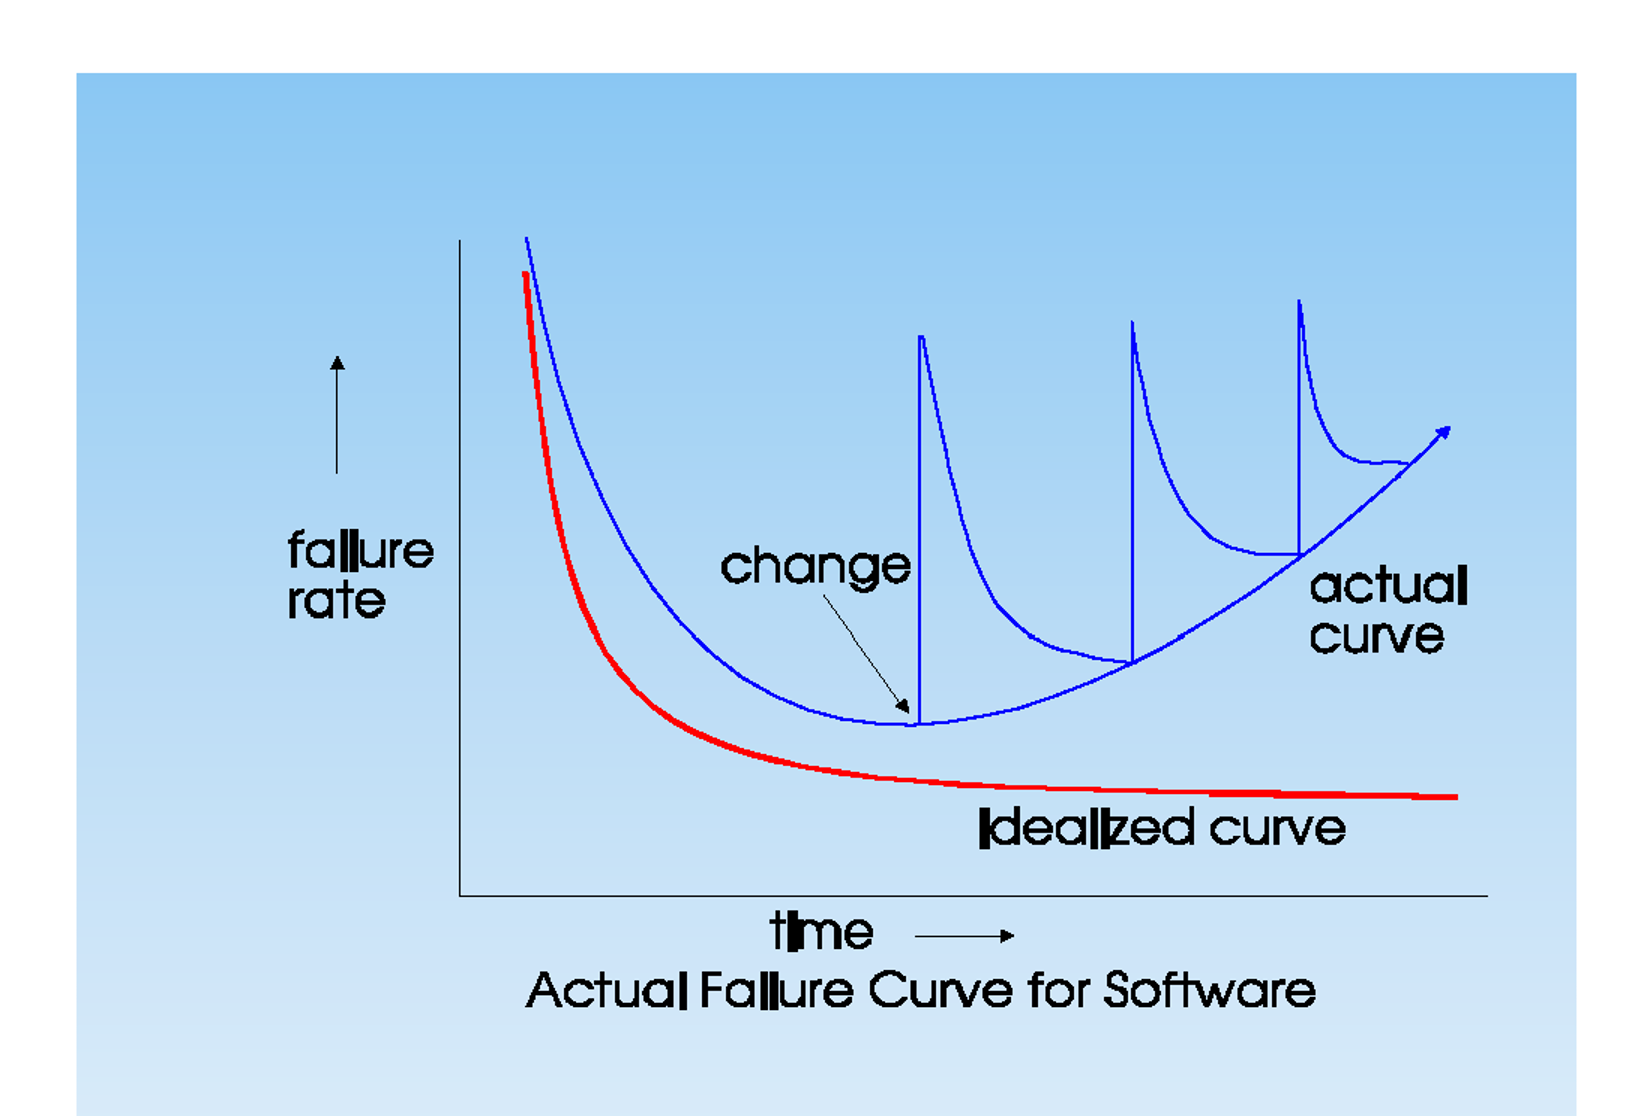 failure
rate
change
actual
curve
Idealized curve
time
Actual Failure Curve for Software